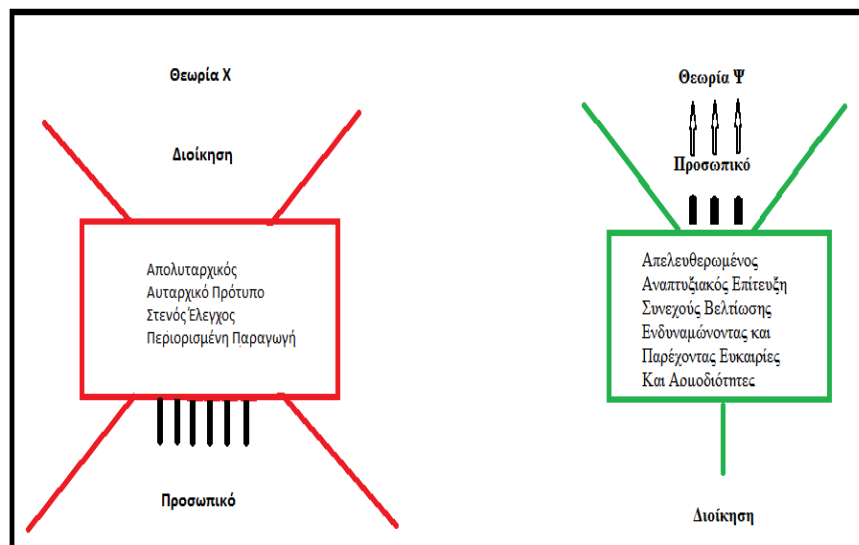 Θεωρία Χ
Διοίκηση
Απολυταρχικός
Αυταρχικό Πρότυπο
Στενός Έλεγχος
Περιορισμένη Παραγωγή
Προσωπικό
Θεωρία Ψ
Προσωπικό
Απελευθερωμένος
Αναπτυξιακός Επίτευξη
Συνεχούς Βελτίωσης
Ενδυναμώνοντας και
Παρέχοντας Ευκαιρίες
Και Αρμοδιότητες
Διοίκηση